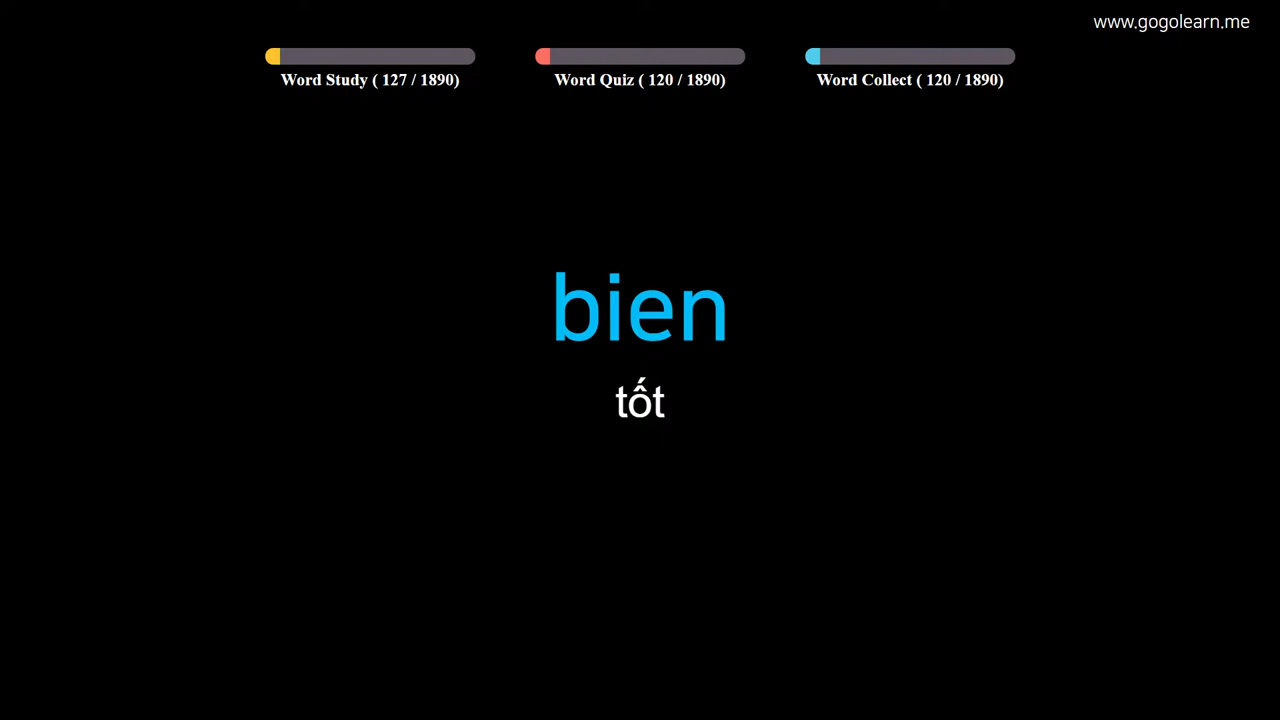 www.gogolearn.me
Word Study ( 127 / 1890)
Word Quiz ( 120 / 1890)
Word Collect ( 120 / 1890)
bien
tốt